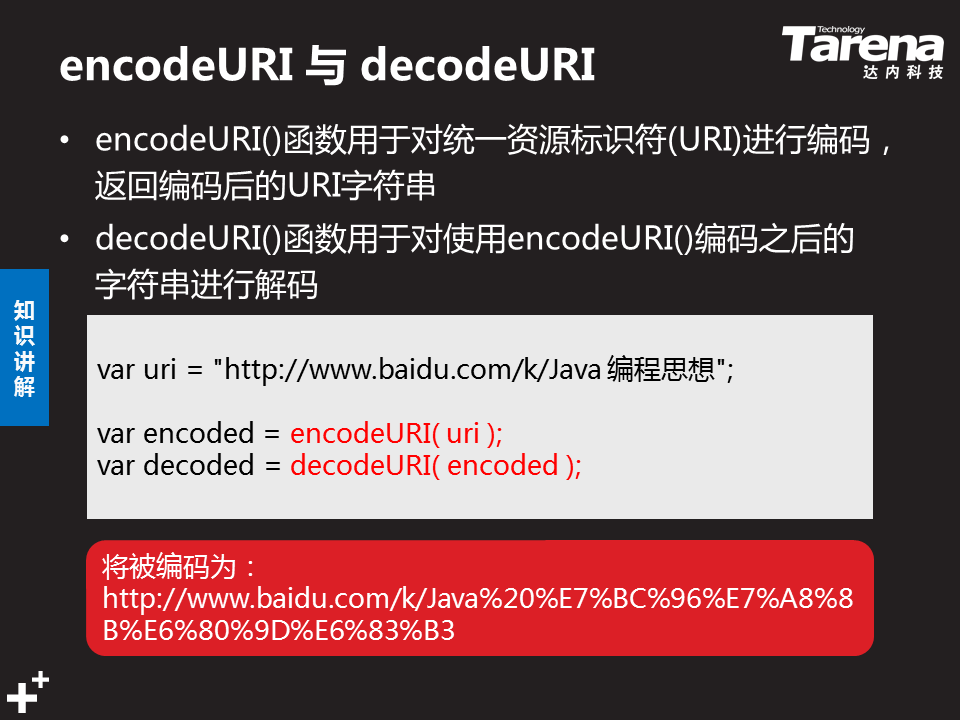 encodeURI 与 decodeURI
Technology
Tarena
达内科技
• encodeURI()函数用于对统一资源标识符(URI)进行编码，
返回编码后的URI字符串
• decodeURI()函数用于对使用encodeURI()编码之后的
字符串进行解码
知识讲解
var uri = "http://www.baidu.com/k/Java 编程思想";
var encoded = encodeURI( uri );
var decoded = decodeURI( encoded );
将被编码为：
http://www.baidu.com/k/Java%20%E7%BC%96%E7%A8%8
B%E6%80%9D%E6%83%B3